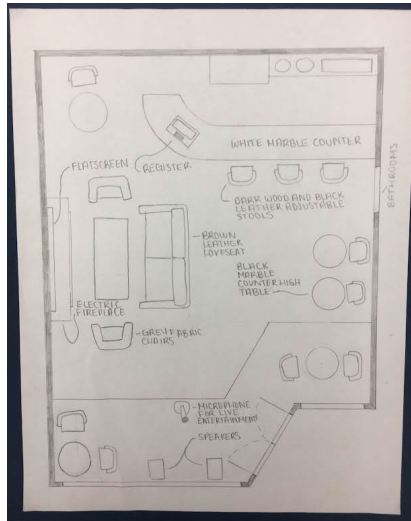 WHITE MARBLE COUNTER
FLATSCREEN
REGISTER
BATHROOMS
DARK WOOD AND BLACK
LEATHER ADJUSTABLE
STOOLS
BROWN
LEATHER
LOVESEAT
BLACK
MARBLE
COUNTER HIGH
TABLE
ELECTRIC
FIREPLACE
GREY FABRIC
CHAIRS
MICROPHONE
FOR LIVE
ENTERTAINMENT
SPEAKERS